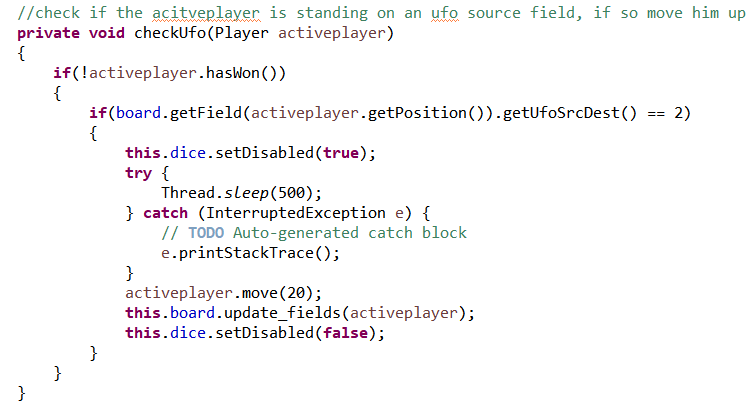 //check if the acitveplayer is standing on an ufo source field, if so move him up
private void checkUfo(Player activeplayer)
{
    if(!activeplayer.hasWon())
    {
        if(board.getField(activeplayer.getPosition()).getUfoSrcDest() == 2)
        {
            this.dice.setDisabled(true);
            try {
                Thread.sleep(500);
            } catch (InterruptedException e) {
                // TODO Auto-generated catch block
                e.printStackTrace();
            }
            activeplayer.move(20);
            this.board.update_fields(activeplayer);
            this.dice.setDisabled(false);
        }
    }
}